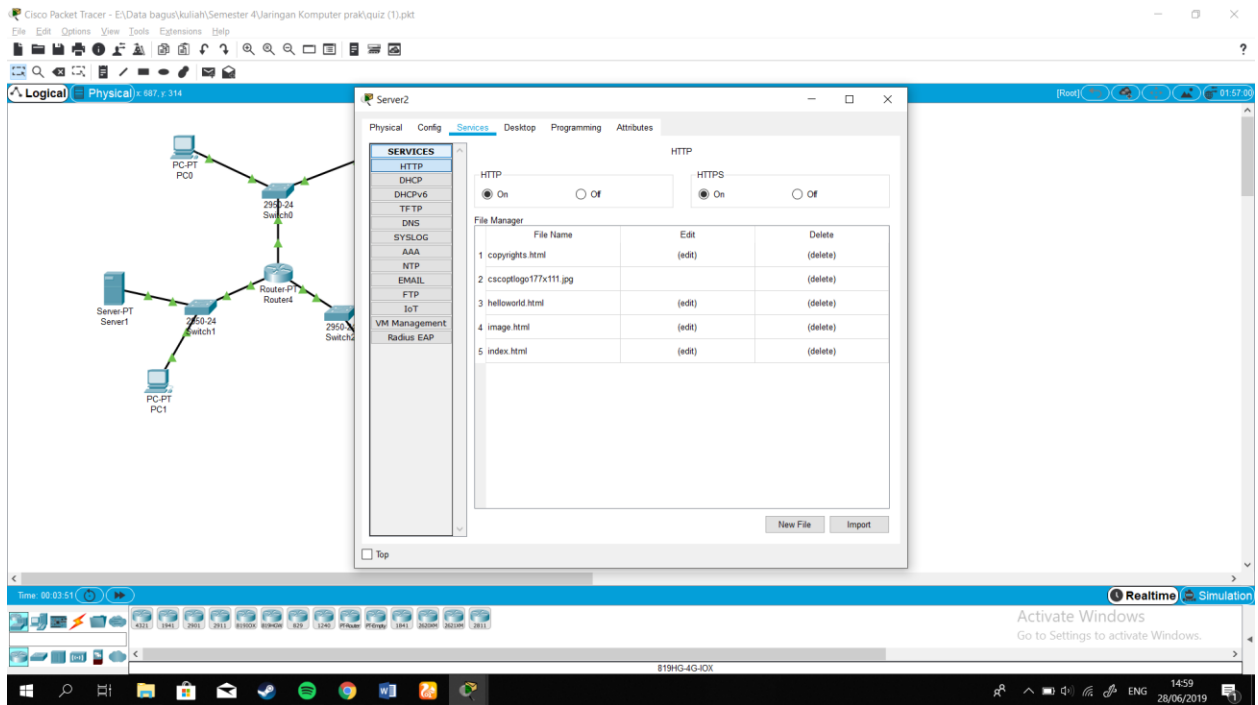 Cisco Packet Tracer - E:\Data bagus\kuliah\Semester 4\Jaringan Komputer prak\quiz (1).pkt
File Edit Options View Tools Extensions Help
?
Logical Physical x: 687, y: 314
[Root] 01:57:00
Server2
Physical Config Services Desktop Programming Attributes
SERVICES
HTTP
DHCP
DHCPv6
TFTP
DNS
SYSLOG
AAA
NTP
EMAIL
FTP
IoT
VM Management
Radius EAP
HTTP
HTTP HTTPS
On Off On Off
File Manager
File Name Edit Delete
1 copyrights.html (edit) (delete)
2 cscoptlogo177x111.jpg (delete)
3 helloworld.html (edit) (delete)
4 image.html (edit) (delete)
5 index.html (edit) (delete)
New File Import
Top
PC-PT
PC0
2950-24
Switch0
Router-PT
Router4
Server-PT
Server1
2950-24
Switch1
2950-2
Switch2
PC-PT
PC1
Time: 00:03:51
Realtime Simulation
4321 1941 2901 2911 819IOX 819HGW 829 1240 PT-Router PT-Empty 1841 2620XM 2621XM 2811
819HG-4G-IOX
Activate Windows
Go to Settings to activate Windows.
ENG
14:59
28/06/2019